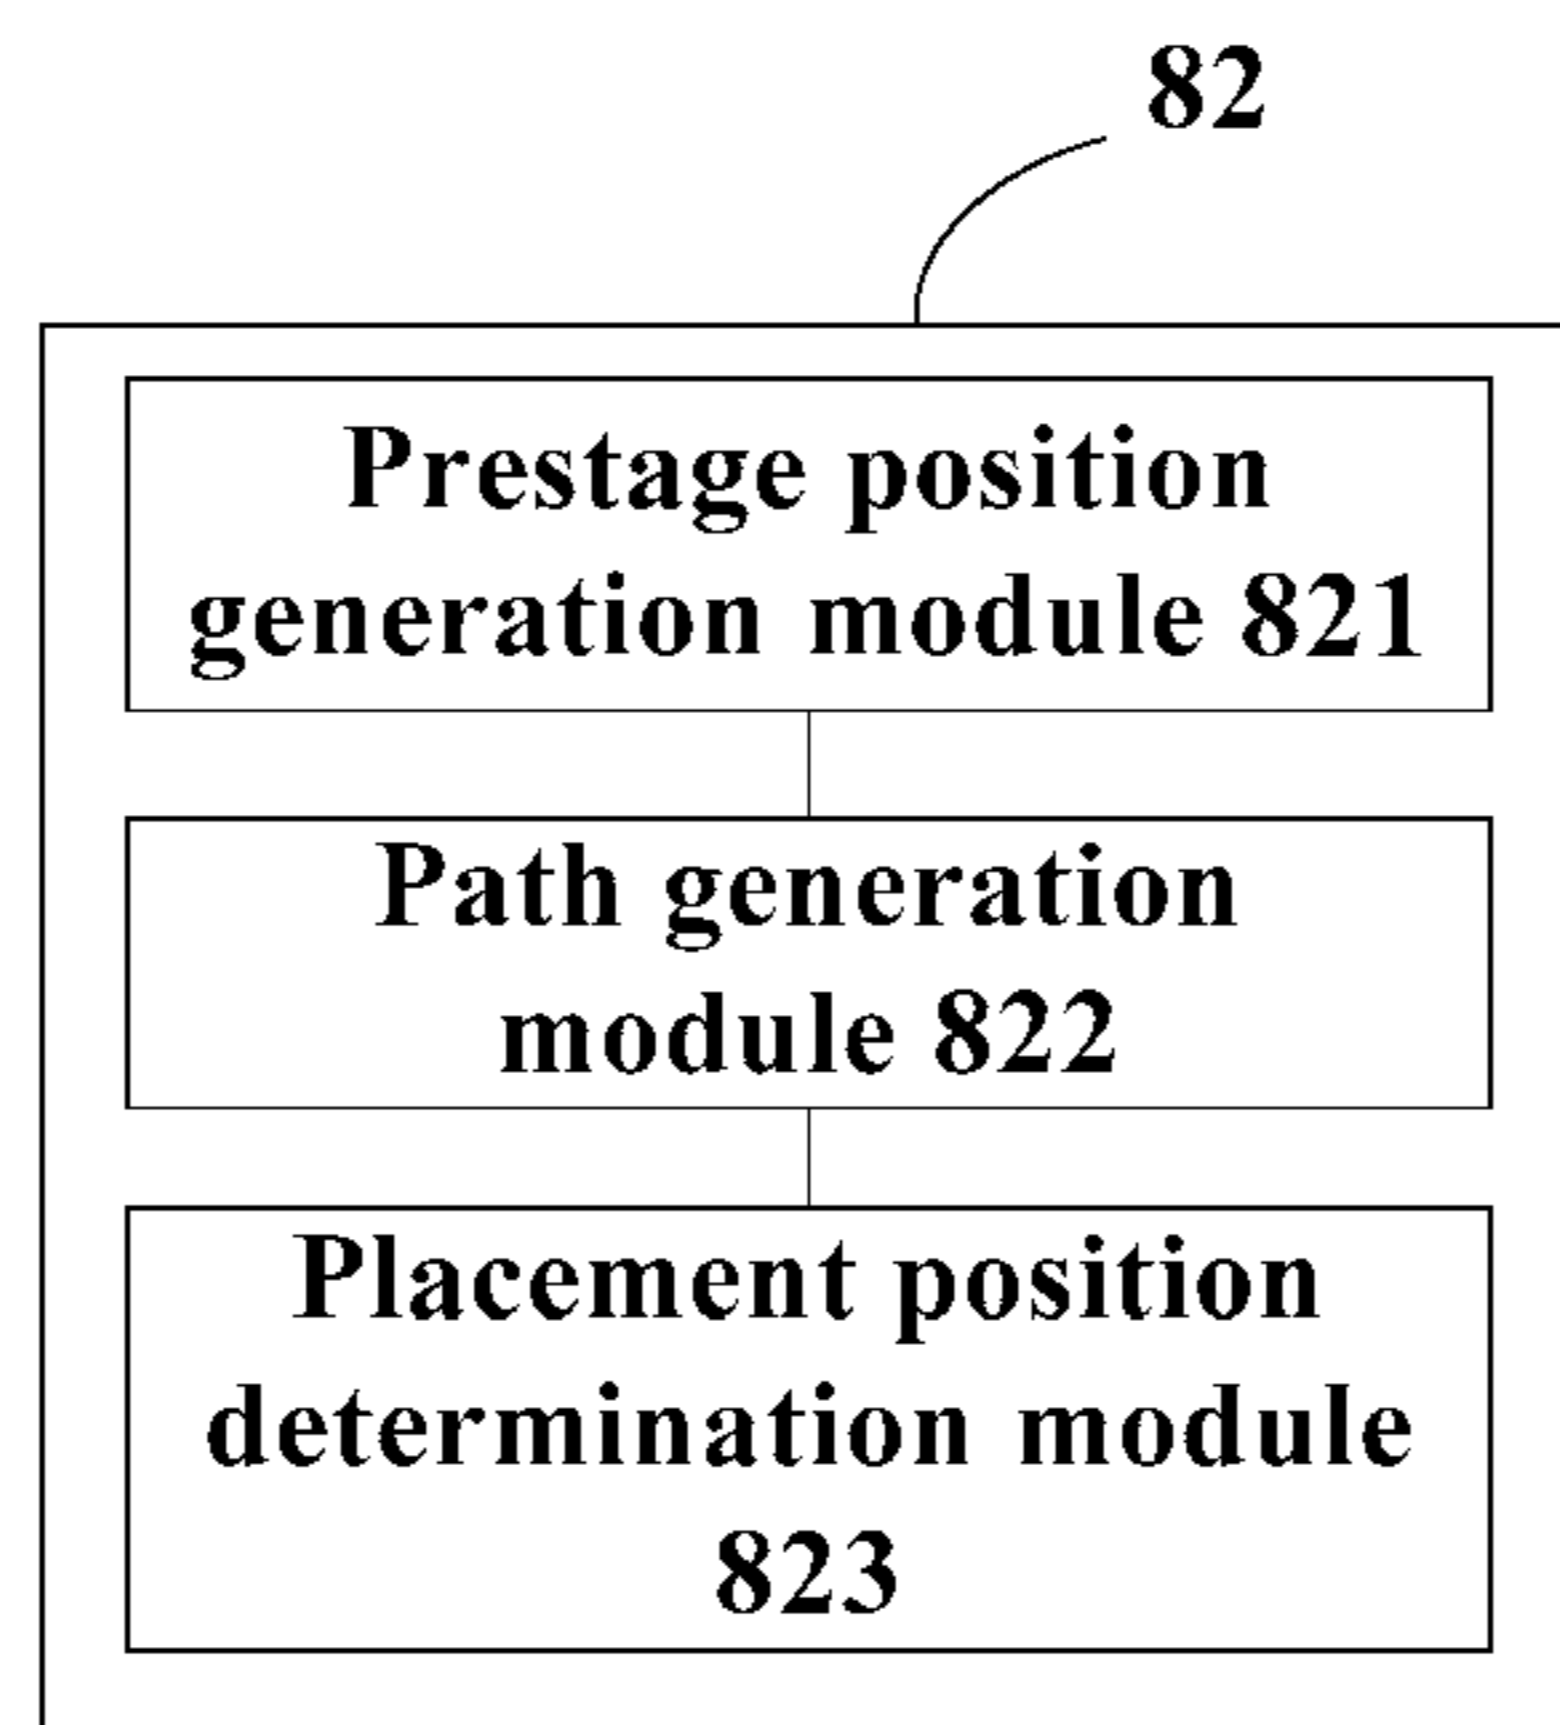 82
Prestage position
generation module 821
Path generation
module 822
Placement position
determination module
823